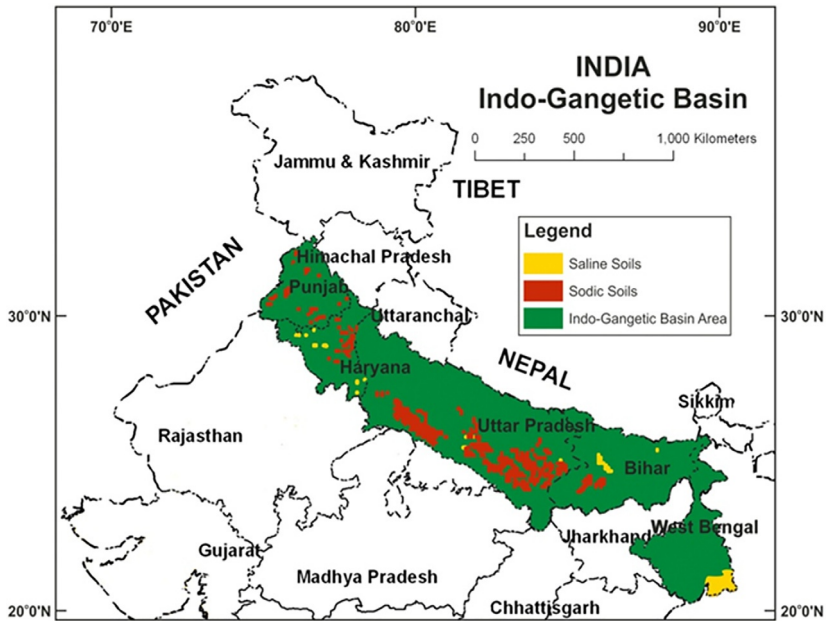 70°0'E 80°0'E 90°0'E
INDIA
Indo-Gangetic Basin
0 250 500 1,000 Kilometers
Jammu & Kashmir
TIBET
Legend
Saline Soils
Sodic Soils
Indo-Gangetic Basin Area
PAKISTAN
Himachal Pradesh
Punjab
30°0'N 30°0'N
Uttaranchal
NEPAL
Haryana
Sikkim
Rajasthan
Uttar Pradesh
Bihar
West Bengal
Jharkhand
Gujarat
Madhya Pradesh
Chhattisgarh
20°0'N 20°0'N